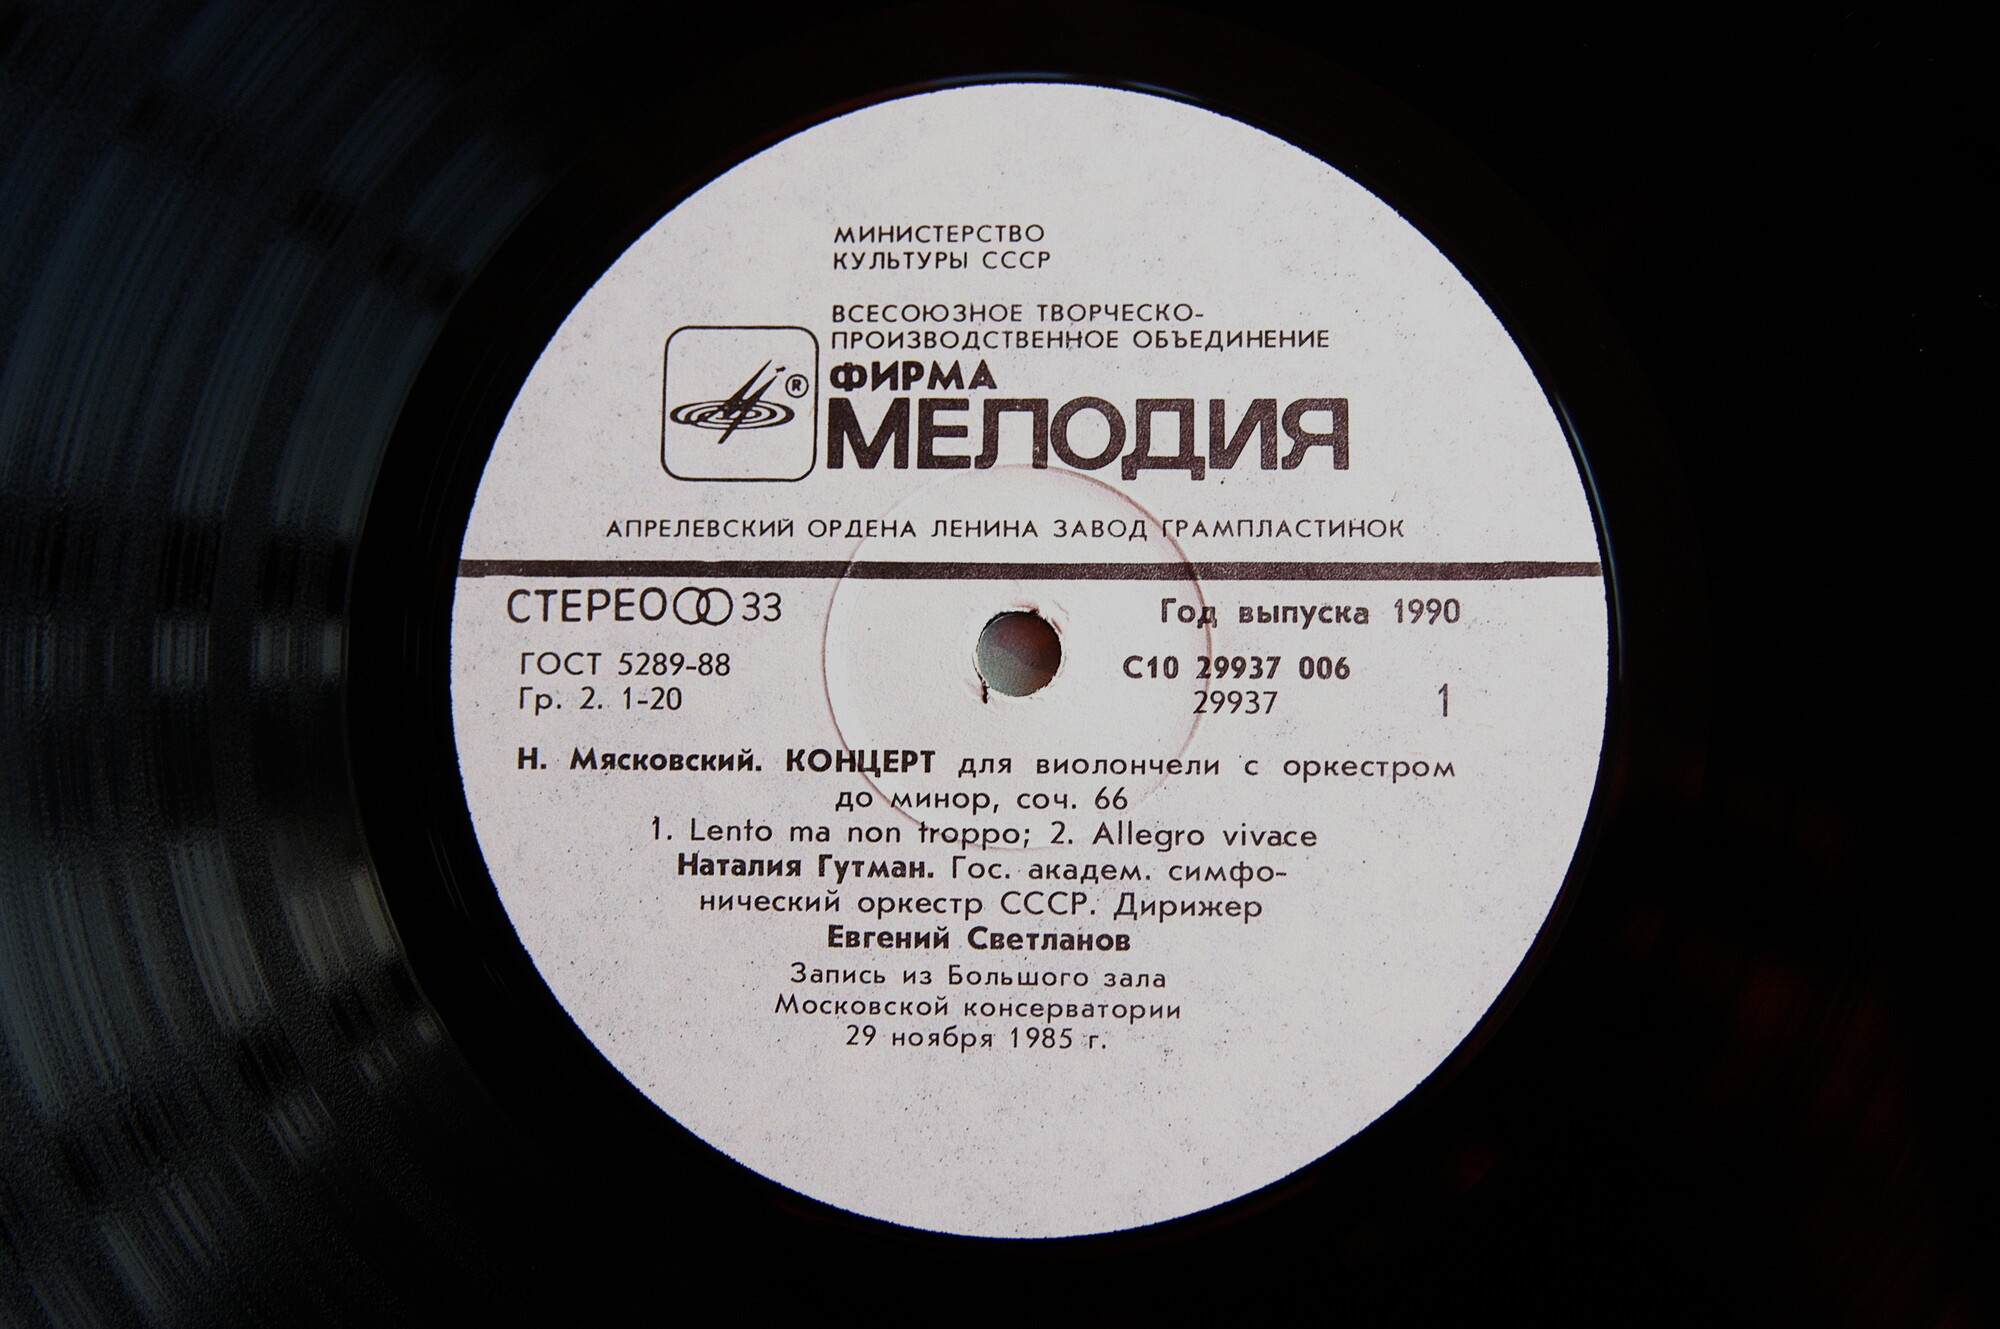 МИНИСТЕРСТВО
КУЛЬТУРЫ СССР
ВСЕСОЮЗНОЕ ТВОРЧЕСКО-
ПРОИЗВОДСТВЕННОЕ ОБЪЕДИНЕНИЕ
ФИРМА
®
МЕЛОДИЯ
АПРЕЛЕВСКИЙ ОРДЕНА ЛЕНИНА ЗАВОД ГРАМПЛАСТИНОК
СТЕРЕО 33
Год выпуска 1990
ГОСТ 5289-88
С10 29937 006
Гр. 2. 1-20
29937
1
Н. Мясковский. КОНЦЕРТ для виолончели с оркестром
до минор, соч. 66
1. Lento ma non troppo; 2. Allegro vivace
Наталия Гутман. Гос. академ. симфо-
нический оркестр СССР. Дирижер
Евгений Светланов
Запись из Большого зала
Московской консерватории
29 ноября 1985 г.